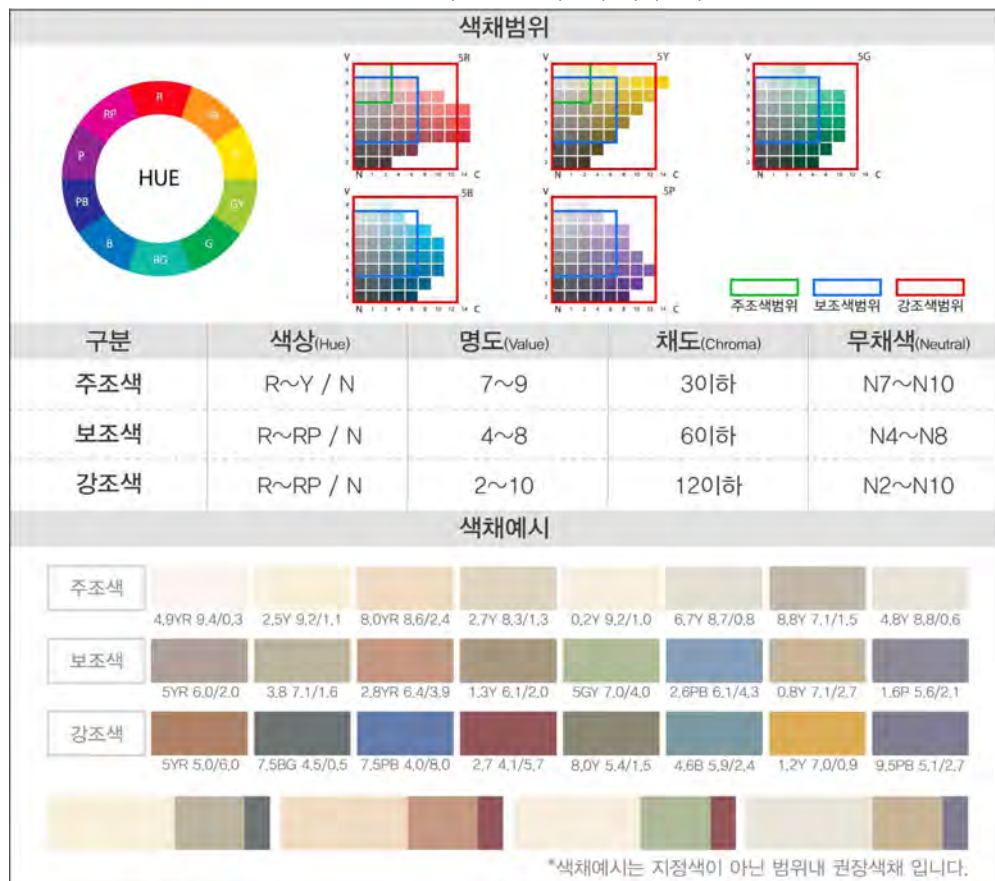 색채범위
R
YR
Y
GY
G
BG
B
PB
P
RP
HUE
V 5R
N C
V 5Y
N C
V 5G
N C
V 5B
N C
V 5P
N C
주조색범위 보조색범위 강조색범위
구분 색상(Hue) 명도(Value) 채도(Chroma) 무채색(Neutral)
주조색 R~Y / N 7~9 3이하 N7~N10
보조색 R~RP / N 4~8 6이하 N4~N8
강조색 R~RP / N 2~10 12이하 N2~N10
색채예시
주조색
4.9YR 9.4/0.3 2.5Y 9.2/1.1 8.0YR 8.6/2.4 2.7Y 8.3/1.3 0.2Y 9.2/1.0 6.7Y 8.7/0.8 8.8Y 7.1/1.5 4.8Y 8.8/0.6
보조색
5YR 6.0/2.0 3.8 7.1/1.6 2.8YR 6.4/3.9 1.3Y 6.1/2.0 5GY 7.0/4.0 2.6PB 6.1/4.3 0.8Y 7.1/2.7 1.6P 5.6/2.1
강조색
5YR 5.0/6.0 7.5BG 4.5/0.5 7.5PB 4.0/8.0 2.7 4.1/5.7 8.0Y 5.4/1.5 4.6B 5.9/2.4 1.2Y 7.0/0.9 9.5PB 5.1/2.7
*색채예시는 지정색이 아닌 범위내 권장색채 입니다.